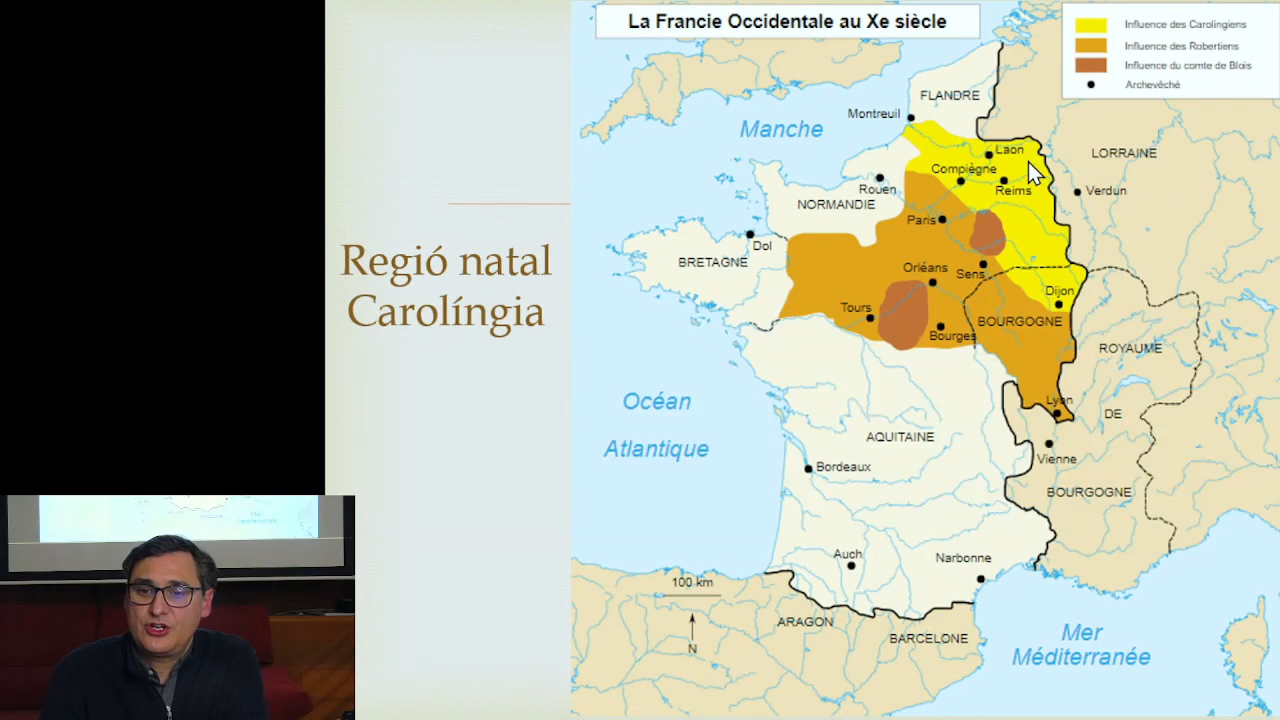 Regió natal
Carolíngia
La Francie Occidentale au Xe siècle
Influence des Carolingiens
Influence des Robertiens
Influence du comte de Blois
Archevêché
FLANDRE
Montreuil
Manche
Laon
LORRAINE
Compiègne
Reims
Verdun
Rouen
NORMANDIE
Paris
Dol
BRETAGNE
Orléans
Sens
Dijon
Tours
BOURGOGNE
Bourges
ROYAUME
Lyon
DE
Océan
Atlantique
AQUITAINE
Vienne
Bordeaux
BOURGOGNE
Auch
Narbonne
100 km
ARAGON
BARCELONE
N
Mer
Méditerranée